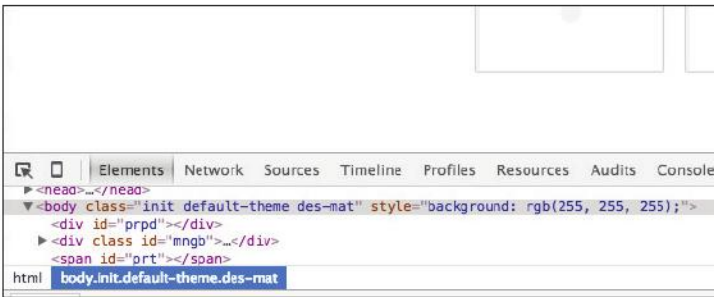 Elements Network Sources Timeline Profiles Resources Audits Console
▶<head>…</head>
▼<body class="init default-theme des-mat" style="background: rgb(255, 255, 255);">
<div id="prpd"></div>
▶<div class id="mngb">…</div>
<span id="prt"></span>
html body.init.default-theme.des-mat